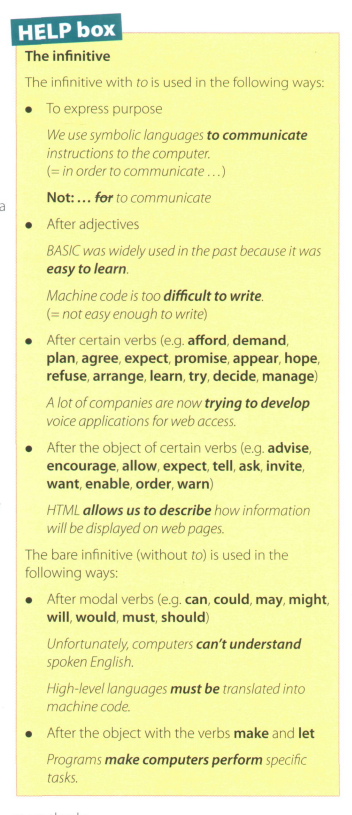 HELP box
The infinitive
The infinitive with to is used in the following ways:
• To express purpose
We use symbolic languages to communicate
instructions to the computer.
(= in order to communicate …)
Not: … for to communicate
a
• After adjectives
BASIC was widely used in the past because it was
easy to learn.
Machine code is too difficult to write.
(= not easy enough to write)
• After certain verbs (e.g. afford, demand,
plan, agree, expect, promise, appear, hope,
refuse, arrange, learn, try, decide, manage)
A lot of companies are now trying to develop
voice applications for web access.
• After the object of certain verbs (e.g. advise,
encourage, allow, expect, tell, ask, invite,
want, enable, order, warn)
HTML allows us to describe how information
will be displayed on web pages.
The bare infinitive (without to) is used in the
following ways:
• After modal verbs (e.g. can, could, may, might,
will, would, must, should)
Unfortunately, computers can't understand
spoken English.
High-level languages must be translated into
machine code.
• After the object with the verbs make and let
Programs make computers perform specific
tasks.